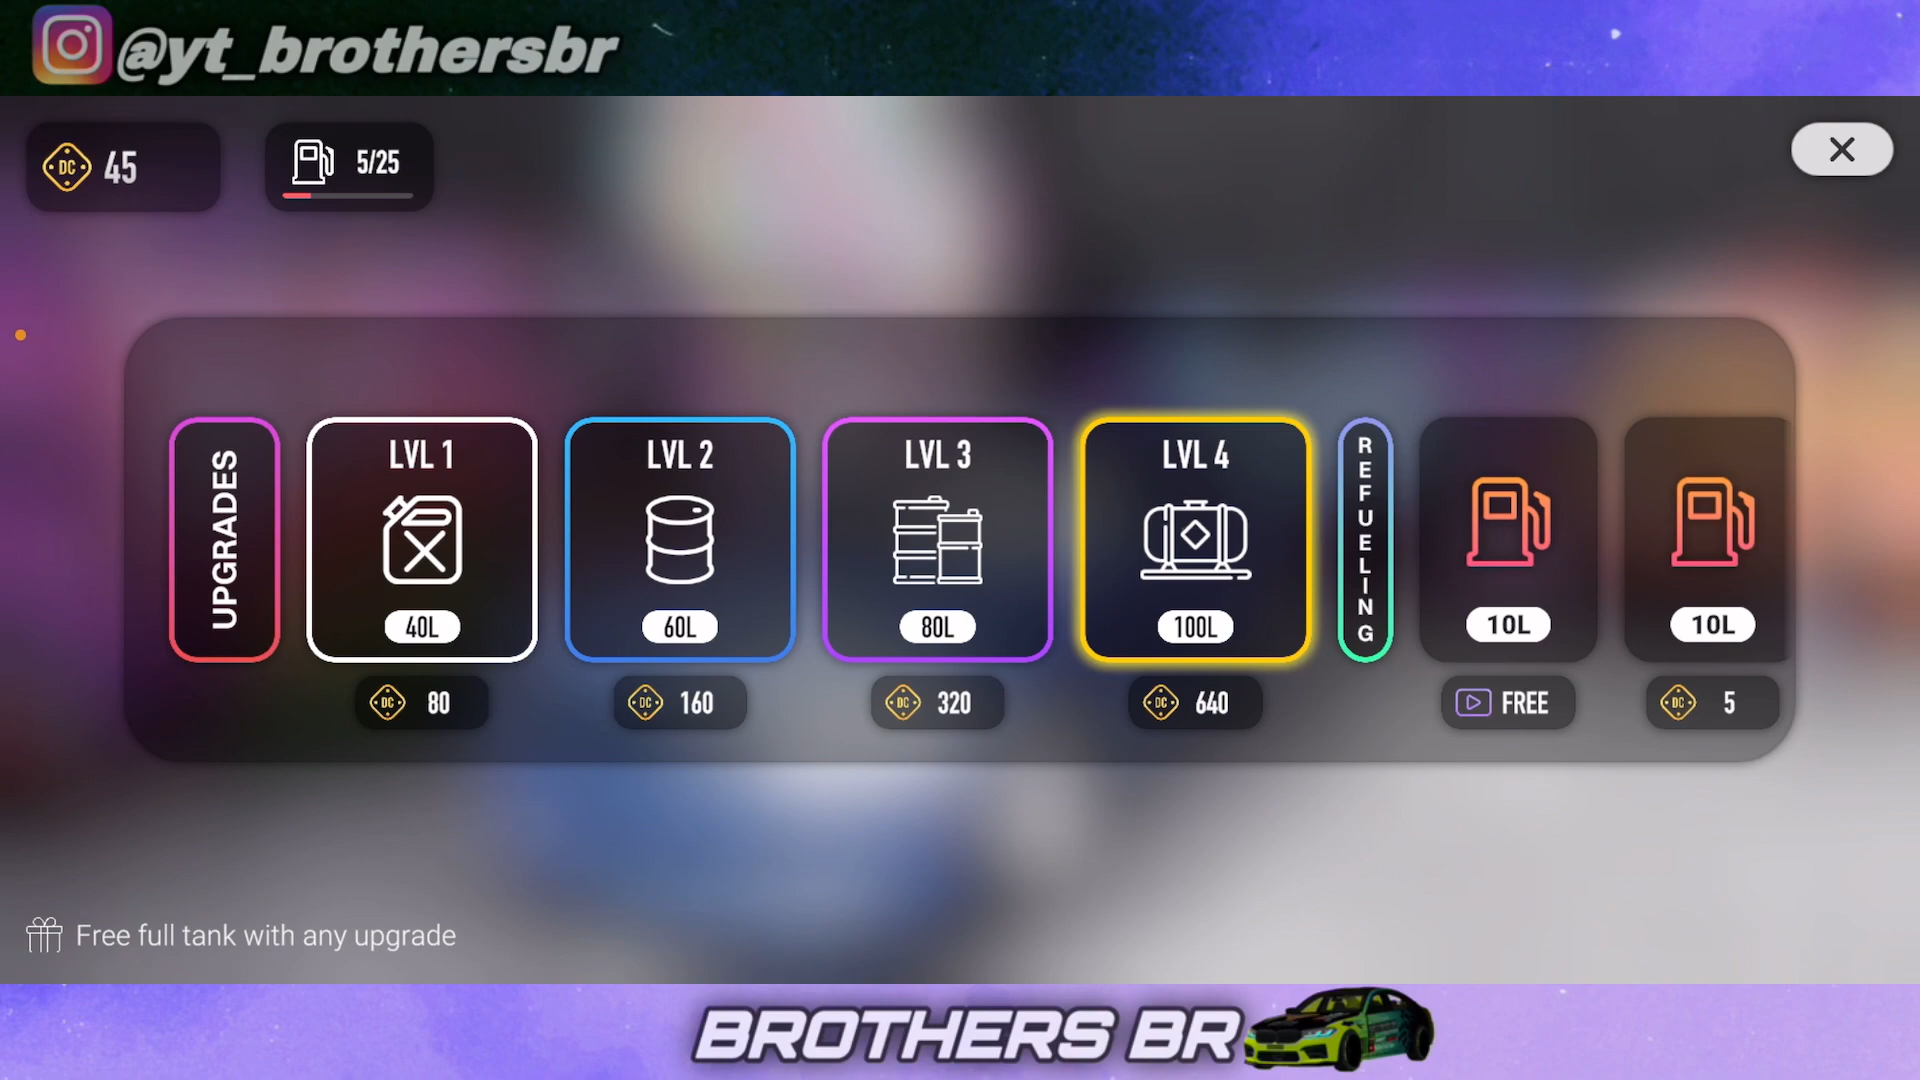 @yt_brothersbr
DC 45
5/25
UPGRADES
LVL 1
40L
DC 80
LVL 2
60L
DC 160
LVL 3
80L
DC 320
LVL 4
100L
DC 640
REFUELING
10L
FREE
10L
DC 5
Free full tank with any upgrade
BROTHERS BR